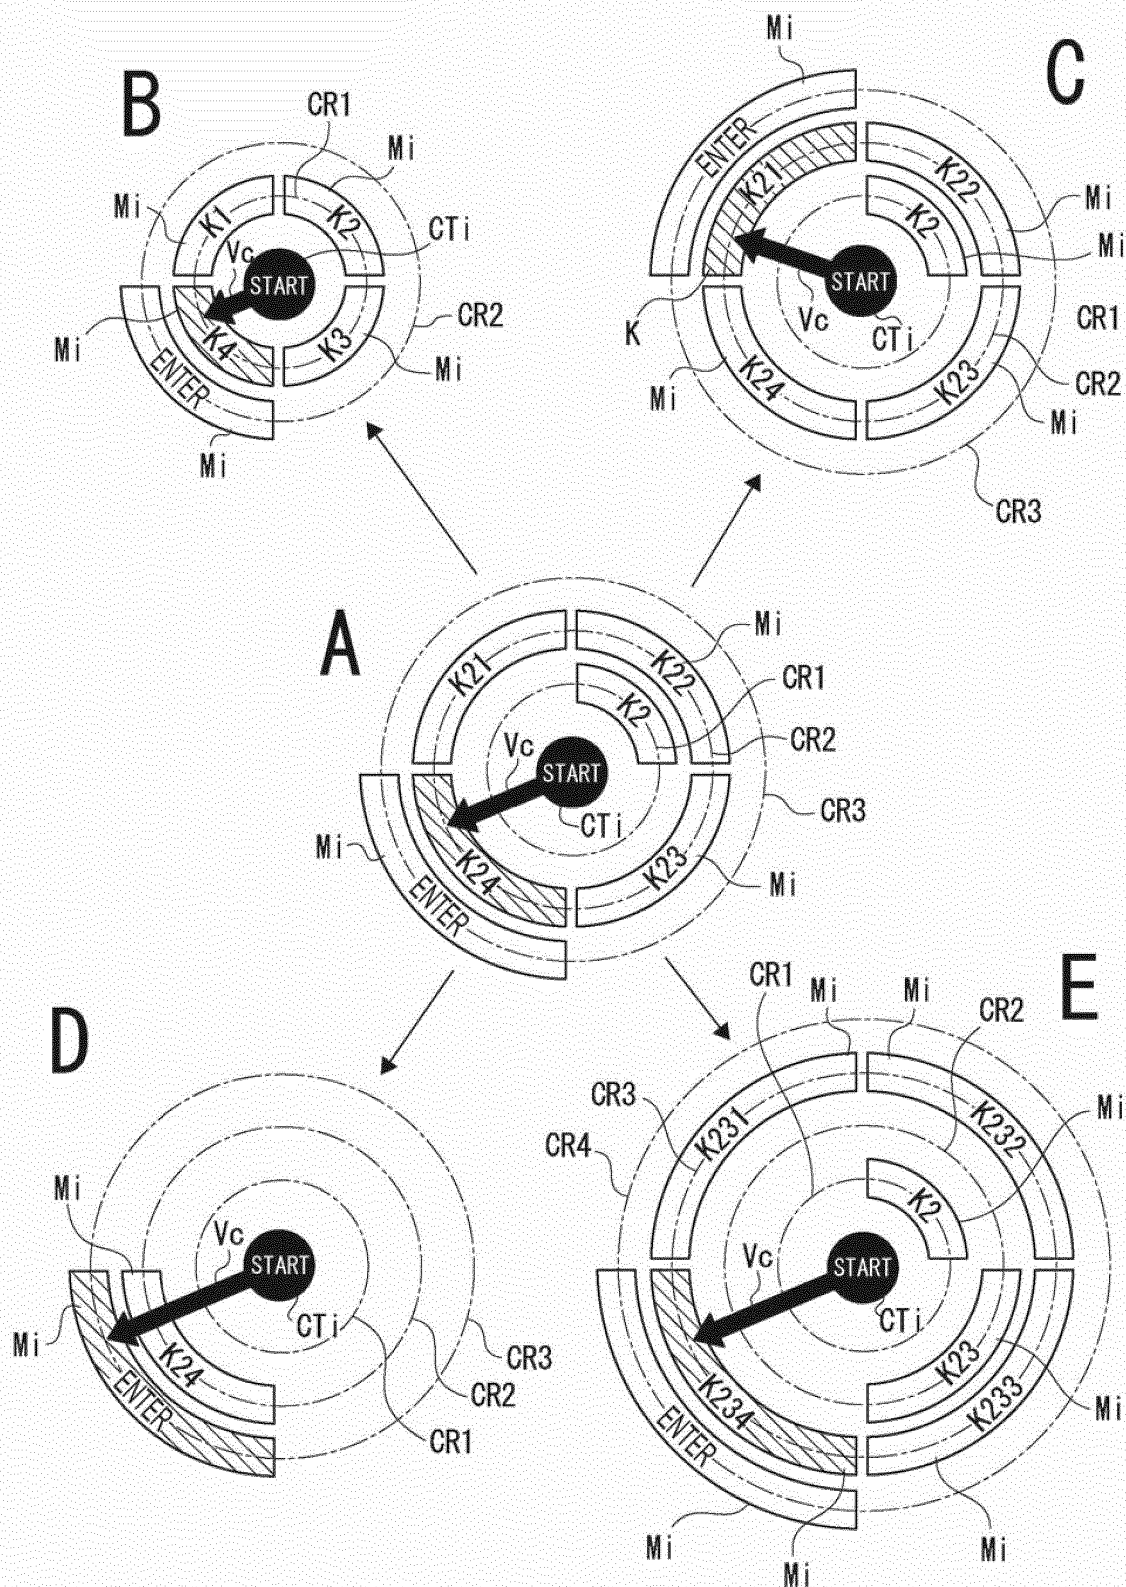 B
CR1
Mi
Mi
K1
K2
CTi
Vc
START
CR2
Mi
K4
K3
Mi
ENTER
Mi
Mi
C
ENTER
K21
K22
Mi
K2
Mi
START
K
Vc
CTi
CR1
Mi
K24
K23
CR2
Mi
CR3
A
K21
K22
Mi
K2
CR1
Vc
START
CR2
CTi
CR3
Mi
K24
K23
Mi
ENTER
D
Mi
Vc
START
CTi
Mi
K24
ENTER
CR3
CR2
CR1
E
CR1
Mi
Mi
CR2
CR3
K231
K232
Mi
CR4
K2
Vc
START
CTi
K23
Mi
K234
K233
ENTER
Mi
Mi
Mi